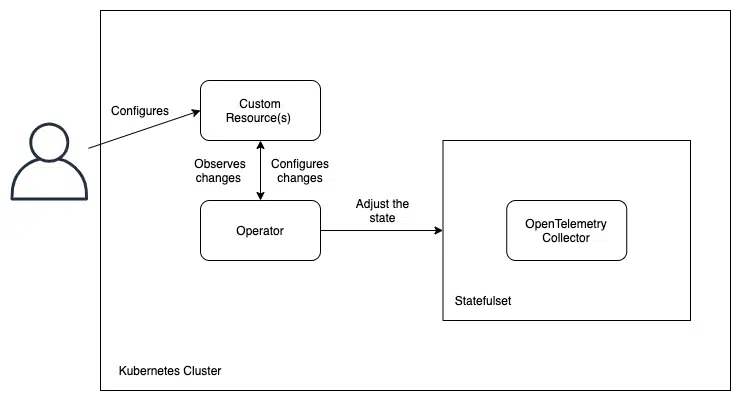 Configures
Custom
Resource(s)
Observes
changes
Configures
changes
Operator
Adjust the
state
OpenTelemetry
Collector
Statefulset
Kubernetes Cluster